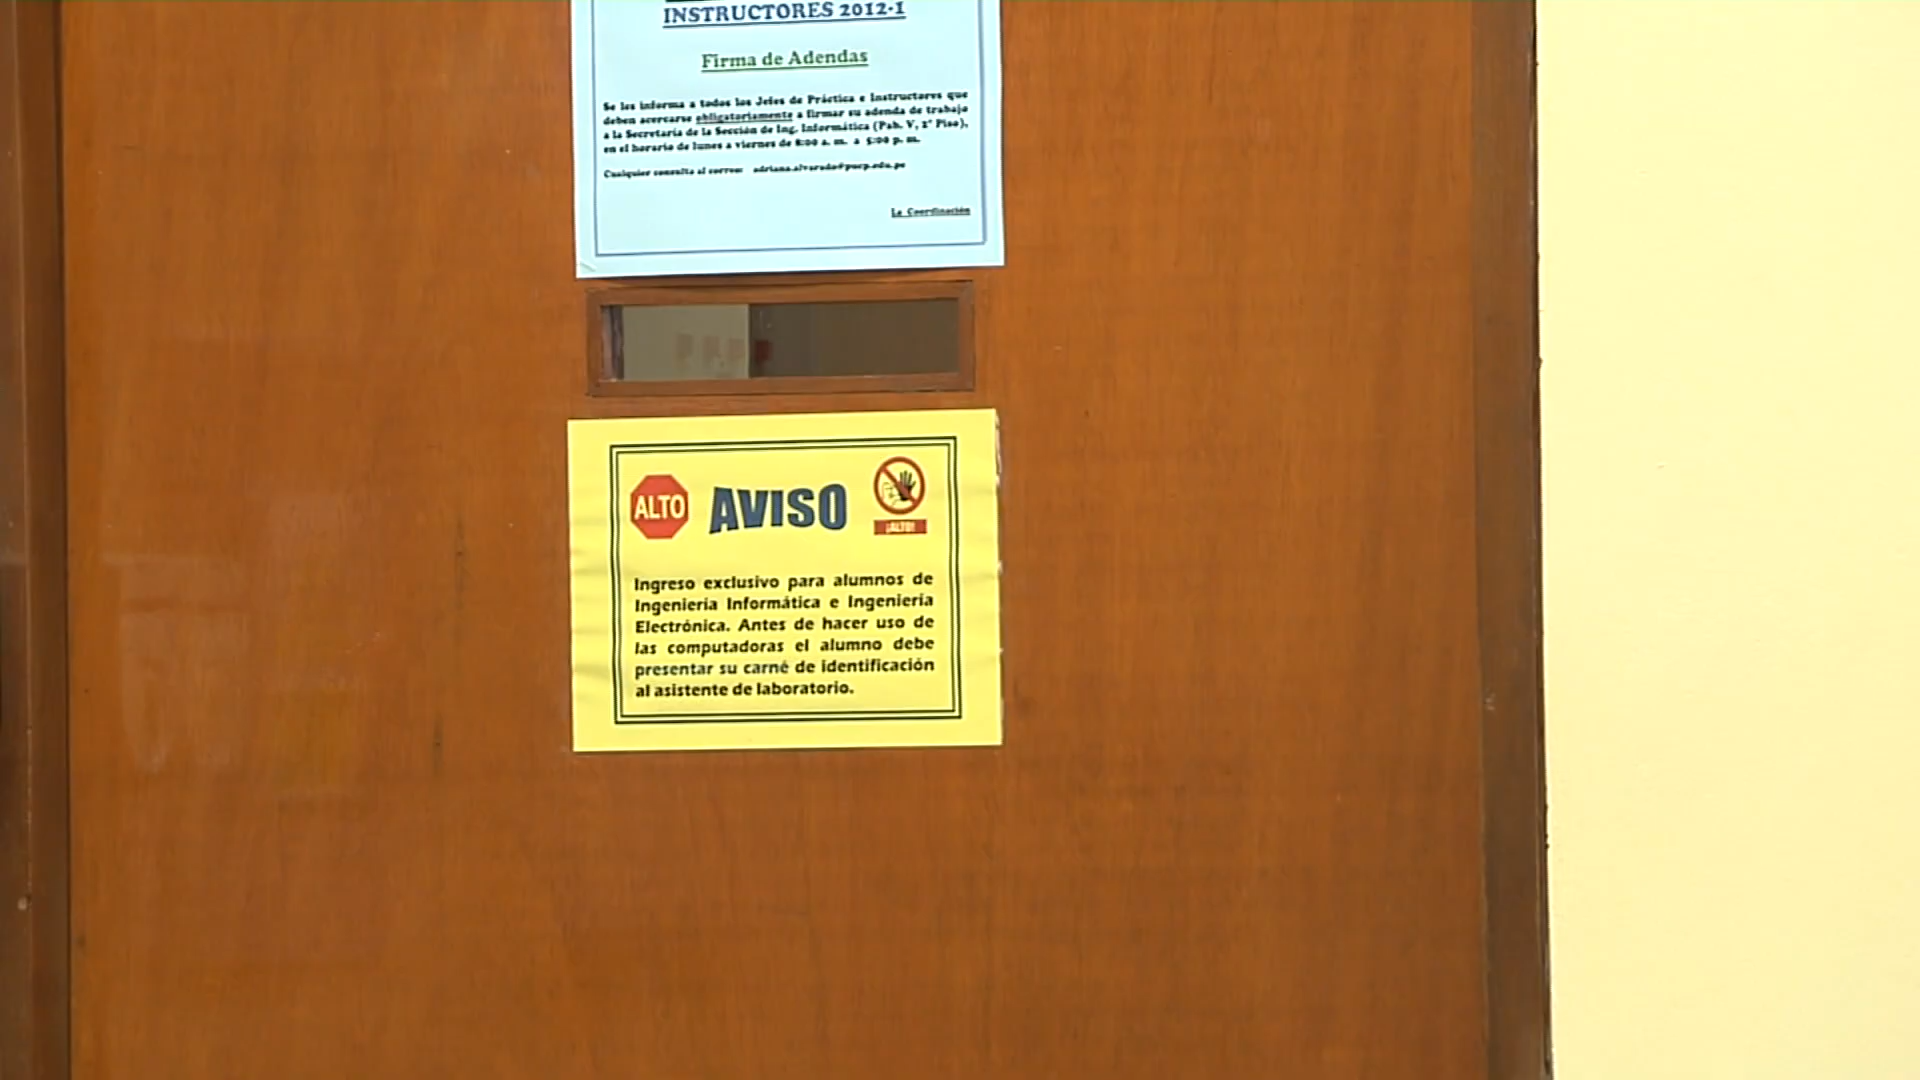 INSTRUCTORES 2012-1
Firma de Adendas
Se les informa a todos los Jefes de Práctica e Instructores que
deben acercarse obligatoriamente a firmar su adenda de trabajo
a la Secretaría de la Sección de Ing. Informática (Pab. V, 2° Piso),
en el horario de lunes a viernes de 8:00 a. m. a 5:00 p. m.
Cualquier consulta al correo: adriana.alvarado@pucp.edu.pe
La Coordinación
ALTO
AVISO
¡ALTO!
Ingreso exclusivo para alumnos de
Ingeniería Informática e Ingeniería
Electrónica. Antes de hacer uso de
las computadoras el alumno debe
presentar su carné de identificación
al asistente de laboratorio.